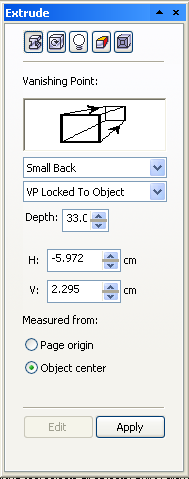 Extrude
Vanishing Point:
Small Back
VP Locked To Object
Depth: 33.0
H: -5.972 cm
V: 2.295 cm
Measured from:
Page origin
Object center
Edit Apply